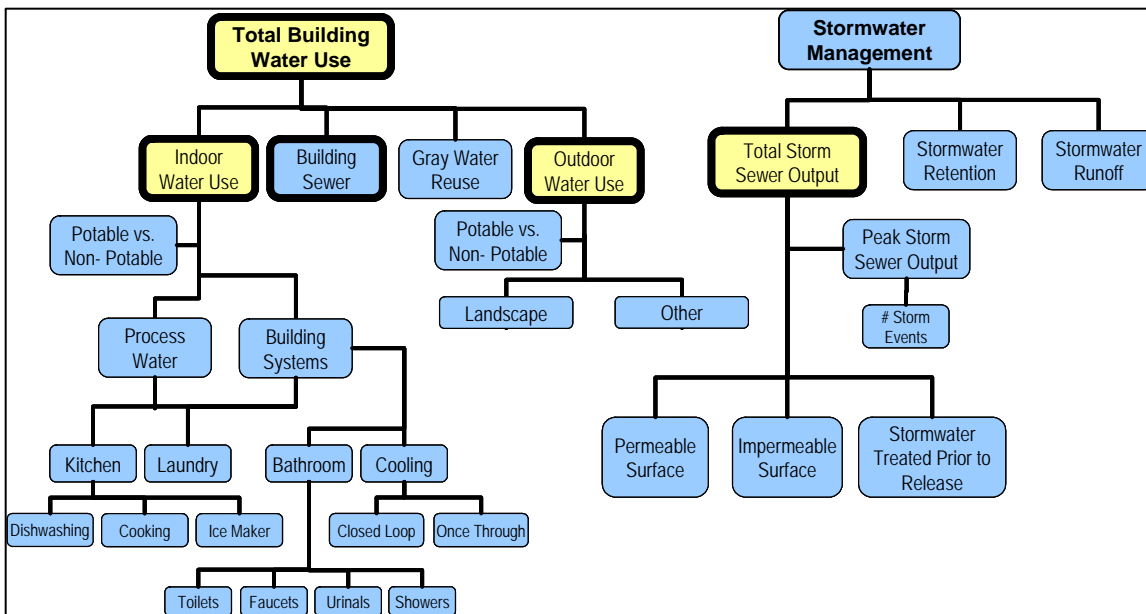 Total Building
Water Use
Stormwater
Management
Indoor
Water Use
Building
Sewer
Gray Water
Reuse
Outdoor
Water Use
Total Storm
Sewer Output
Stormwater
Retention
Stormwater
Runoff
Potable vs.
Non- Potable
Potable vs.
Non- Potable
Peak Storm
Sewer Output
Landscape
Other
# Storm
Events
Process
Water
Building
Systems
Permeable
Surface
Impermeable
Surface
Stormwater
Treated Prior to
Release
Kitchen
Laundry
Bathroom
Cooling
Dishwashing
Cooking
Ice Maker
Closed Loop
Once Through
Toilets
Faucets
Urinals
Showers